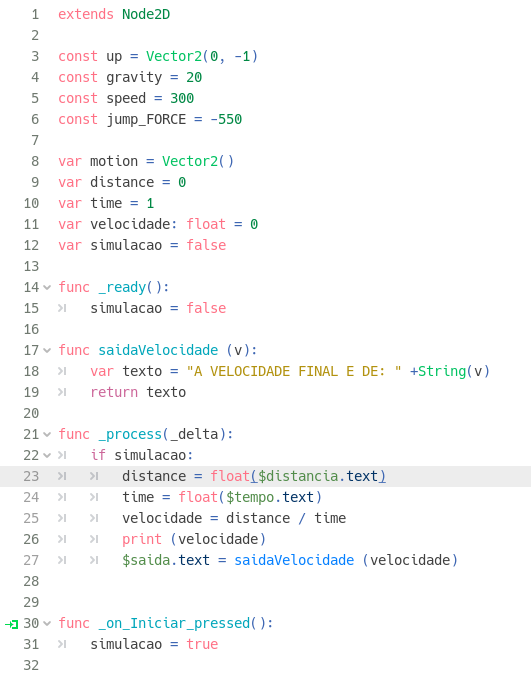 1 extends Node2D
2
3 const up = Vector2(0, -1)
4 const gravity = 20
5 const speed = 300
6 const jump_FORCE = -550
7
8 var motion = Vector2()
9 var distance = 0
10 var time = 1
11 var velocidade: float = 0
12 var simulacao = false
13
14 func _ready():
15 simulacao = false
16
17 func saidaVelocidade (v):
18 var texto = "A VELOCIDADE FINAL E DE: " +String(v)
19 return texto
20
21 func _process(_delta):
22 if simulacao:
23 distance = float($distancia.text)
24 time = float($tempo.text)
25 velocidade = distance / time
26 print (velocidade)
27 $saida.text = saidaVelocidade (velocidade)
28
29
30 func _on_Iniciar_pressed():
31 simulacao = true
32